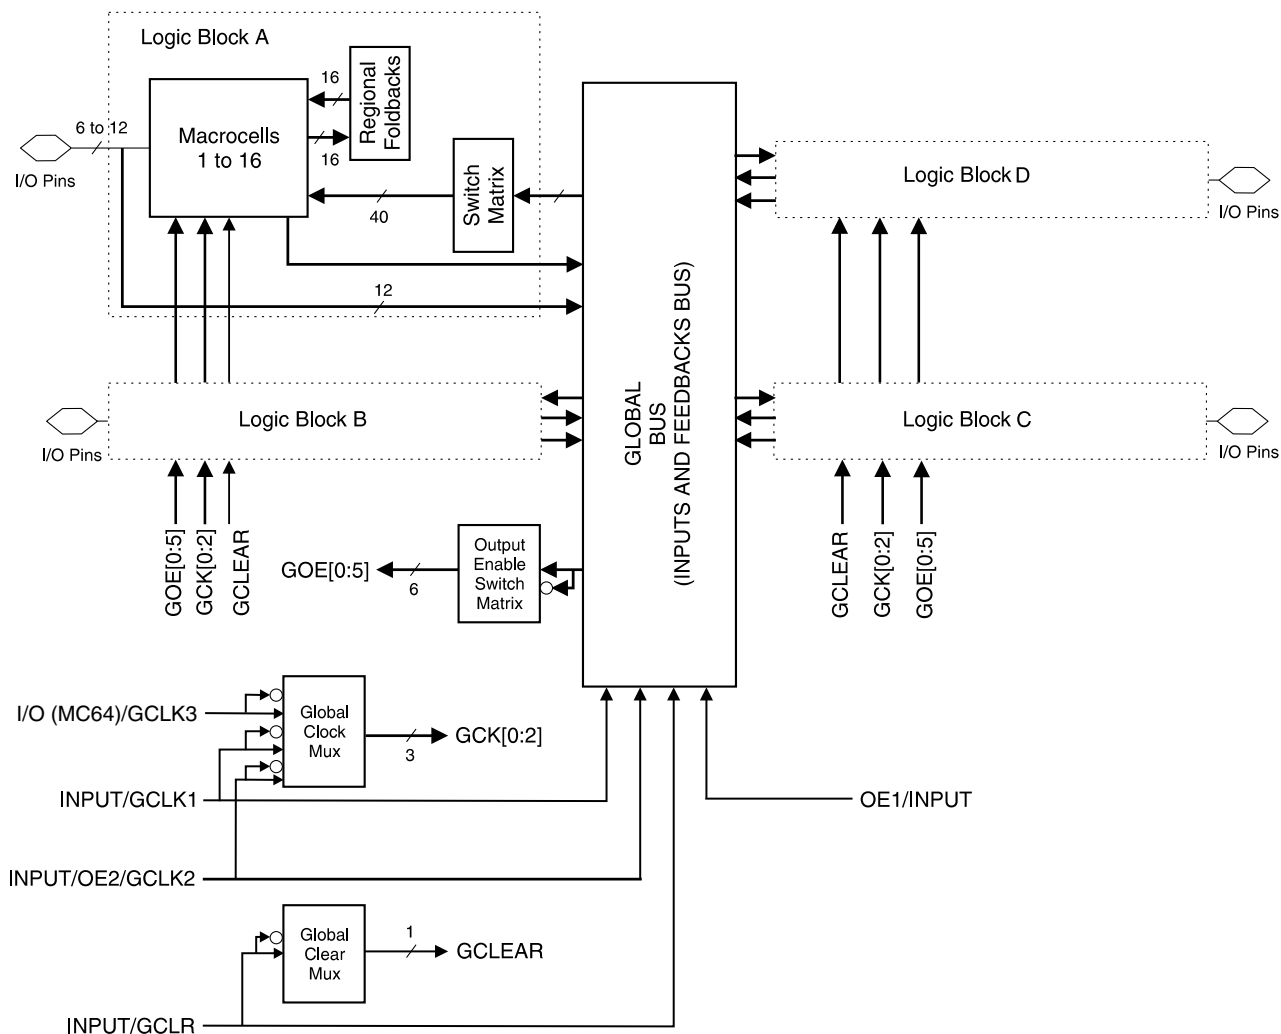 Logic Block A
Macrocells
1 to 16
16
16
Regional
Foldbacks
6 to 12
I/O Pins
40
Switch
Matrix
12
Logic Block D
I/O Pins
GLOBAL
BUS
(INPUTS AND FEEDBACKS BUS)
Logic Block B
I/O Pins
Logic Block C
I/O Pins
GOE[0:5]
GCK[0:2]
GCLEAR
GOE[0:5]
6
Output
Enable
Switch
Matrix
GCLEAR
GCK[0:2]
GOE[0:5]
I/O (MC64)/GCLK3
Global
Clock
Mux
3
GCK[0:2]
INPUT/GCLK1
OE1/INPUT
INPUT/OE2/GCLK2
Global
Clear
Mux
1
GCLEAR
INPUT/GCLR